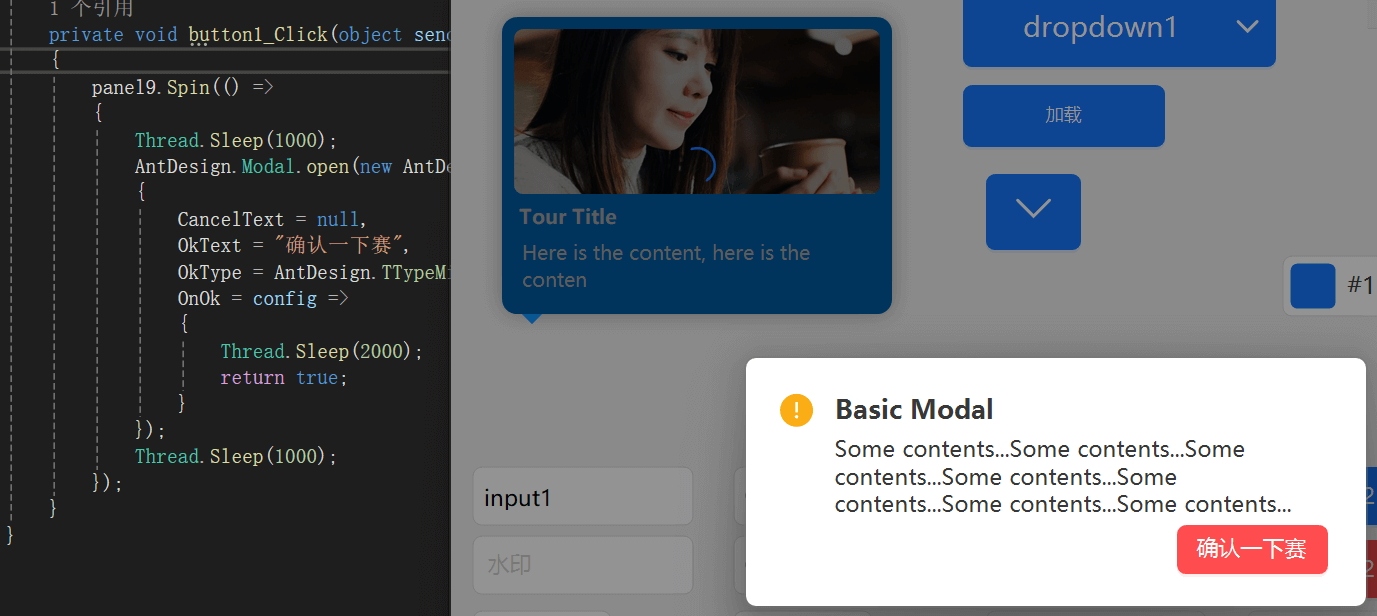 1 个引用
private void button1_Click(object send
{
panel9.Spin(() =>
{
Thread.Sleep(1000);
AntDesign.Modal.open(new AntDe
{
CancelText = null,
OkText = "确认一下赛",
OkType = AntDesign.TTypeMi
OnOk = config =>
{
Thread.Sleep(2000);
return true;
}
});
Thread.Sleep(1000);
});
}
}
dropdown1
加载
Tour Title
Here is the content, here is the
conten
#1
Basic Modal
Some contents...Some contents...Some
contents...Some contents...Some
contents...Some contents...Some contents...
确认一下赛
input1
水印
2
2